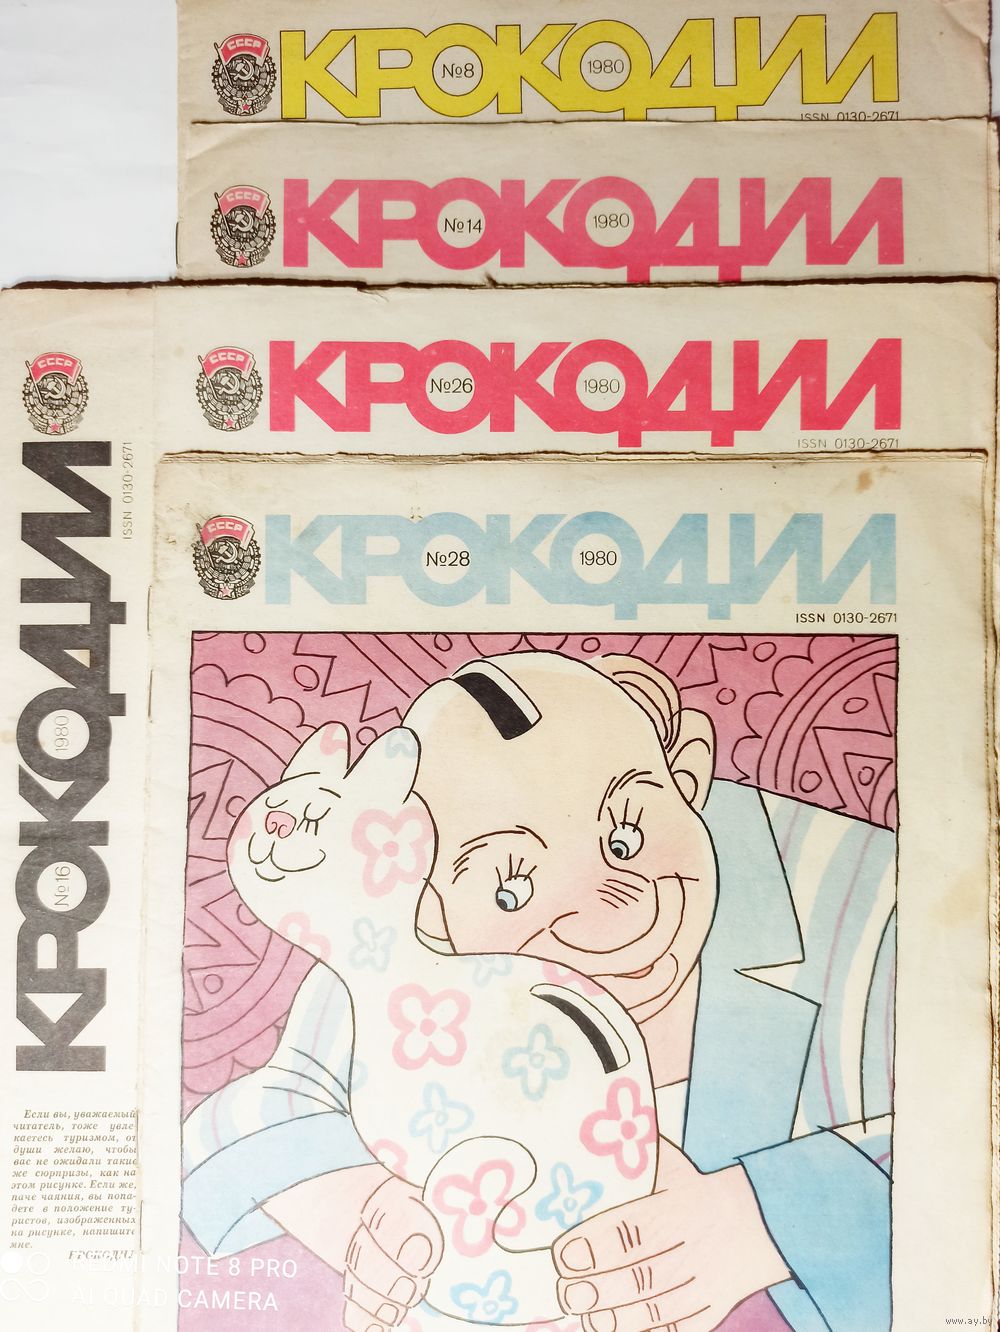 СССР
КРОКОДИЛ
№8
1980
ISSN 0130-2671
СССР
КРОКОДИЛ
№14
1980
СССР
КРОКОДИЛ
№26
1980
ISSN 0130-2671
СССР
КРОКОДИЛ
№28
1980
ISSN 0130-2671
СССР
КРОКОДИЛ
№16
1980
ISSN 0130-2671
Если вы, уважаемый
читатель, тоже увле-
каетесь туризмом, от
души желаю, чтобы
вас не ожидали такие
же сюрпризы, как на
этом рисунке. Если же,
паче чаяния, вы попа-
дете в положение ту-
ристов, изображенных
на рисунке, напишите
мне.
КРОКОДИЛ
REDMI NOTE 8 PRO
AI QUAD CAMERA
www.ay.by